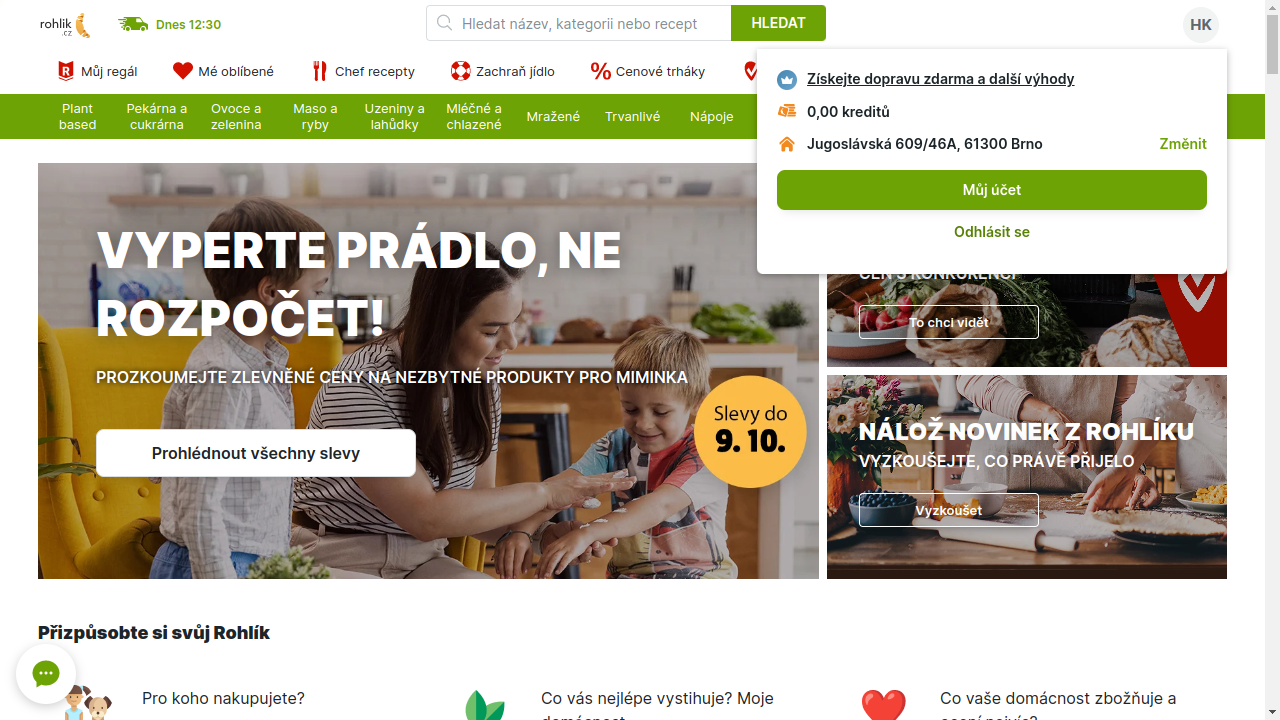 rohlik
.cz
Dnes 12:30
Hledat název, kategorii nebo recept
HLEDAT
HK
Můj regál
Mé oblíbené
Chef recepty
Zachraň jídlo
Cenové trháky
Získejte dopravu zdarma a další výhody
0,00 kreditů
Jugoslávská 609/46A, 61300 Brno
Změnit
Můj účet
Odhlásit se
Plant
based
Pekárna a
cukrárna
Ovoce a
zelenina
Maso a
ryby
Uzeniny a
lahůdky
Mléčné a
chlazené
Mražené
Trvanlivé
Nápoje
VYPERTE PRÁDLO, NE
ROZPOČET!
PROZKOUMEJTE ZLEVNĚNÉ CENY NA NEZBYTNÉ PRODUKTY PRO MIMINKA
Prohlédnout všechny slevy
Slevy do
9. 10.
To chci vidět
NÁLOŽ NOVINEK Z ROHLÍKU
VYZKOUŠEJTE, CO PRÁVĚ PŘIJELO
Vyzkoušet
Přizpůsobte si svůj Rohlík
Pro koho nakupujete?
Co vás nejlépe vystihuje? Moje
Co vaše domácnost zbožňuje a